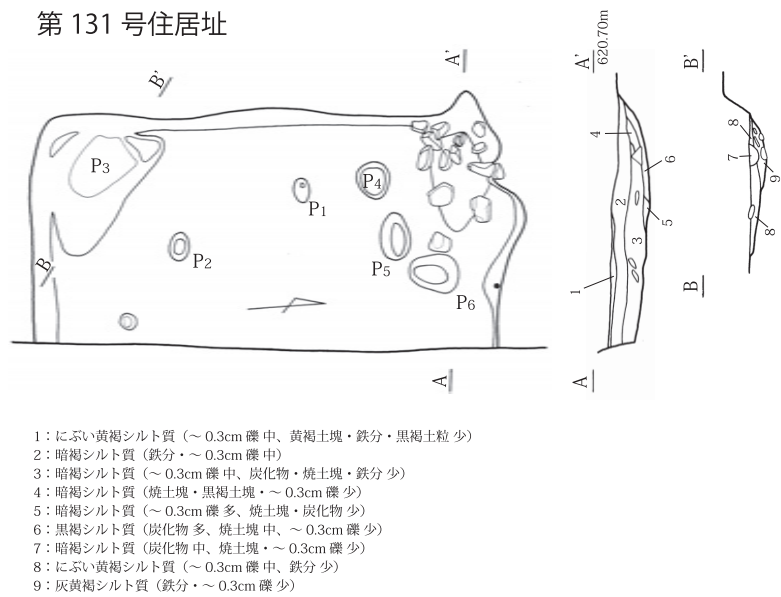 第 131 号住居址
A'
B'
P3
P4
P1
P2
P5
P6
B
A
A'
620.70m
4
6
2
5
3
1
A
B'
8
7
9
8
B
1：にぶい黄褐シルト質（～ 0.3cm 礫 中、黄褐土塊・鉄分・黒褐土粒 少）
2：暗褐シルト質（鉄分・～ 0.3cm 礫 中）
3：暗褐シルト質（～ 0.3cm 礫 中、炭化物・焼土塊・鉄分 少）
4：暗褐シルト質（焼土塊・黒褐土塊・～ 0.3cm 礫 少）
5：暗褐シルト質（～ 0.3cm 礫 多、焼土塊・炭化物 少）
6：黒褐シルト質（炭化物 多、焼土塊 中、～ 0.3cm 礫 少）
7：暗褐シルト質（炭化物 中、焼土塊・～ 0.3cm 礫 少）
8：にぶい黄褐シルト質（～ 0.3cm 礫 中、鉄分 少）
9：灰黄褐シルト質（鉄分・～ 0.3cm 礫 少）